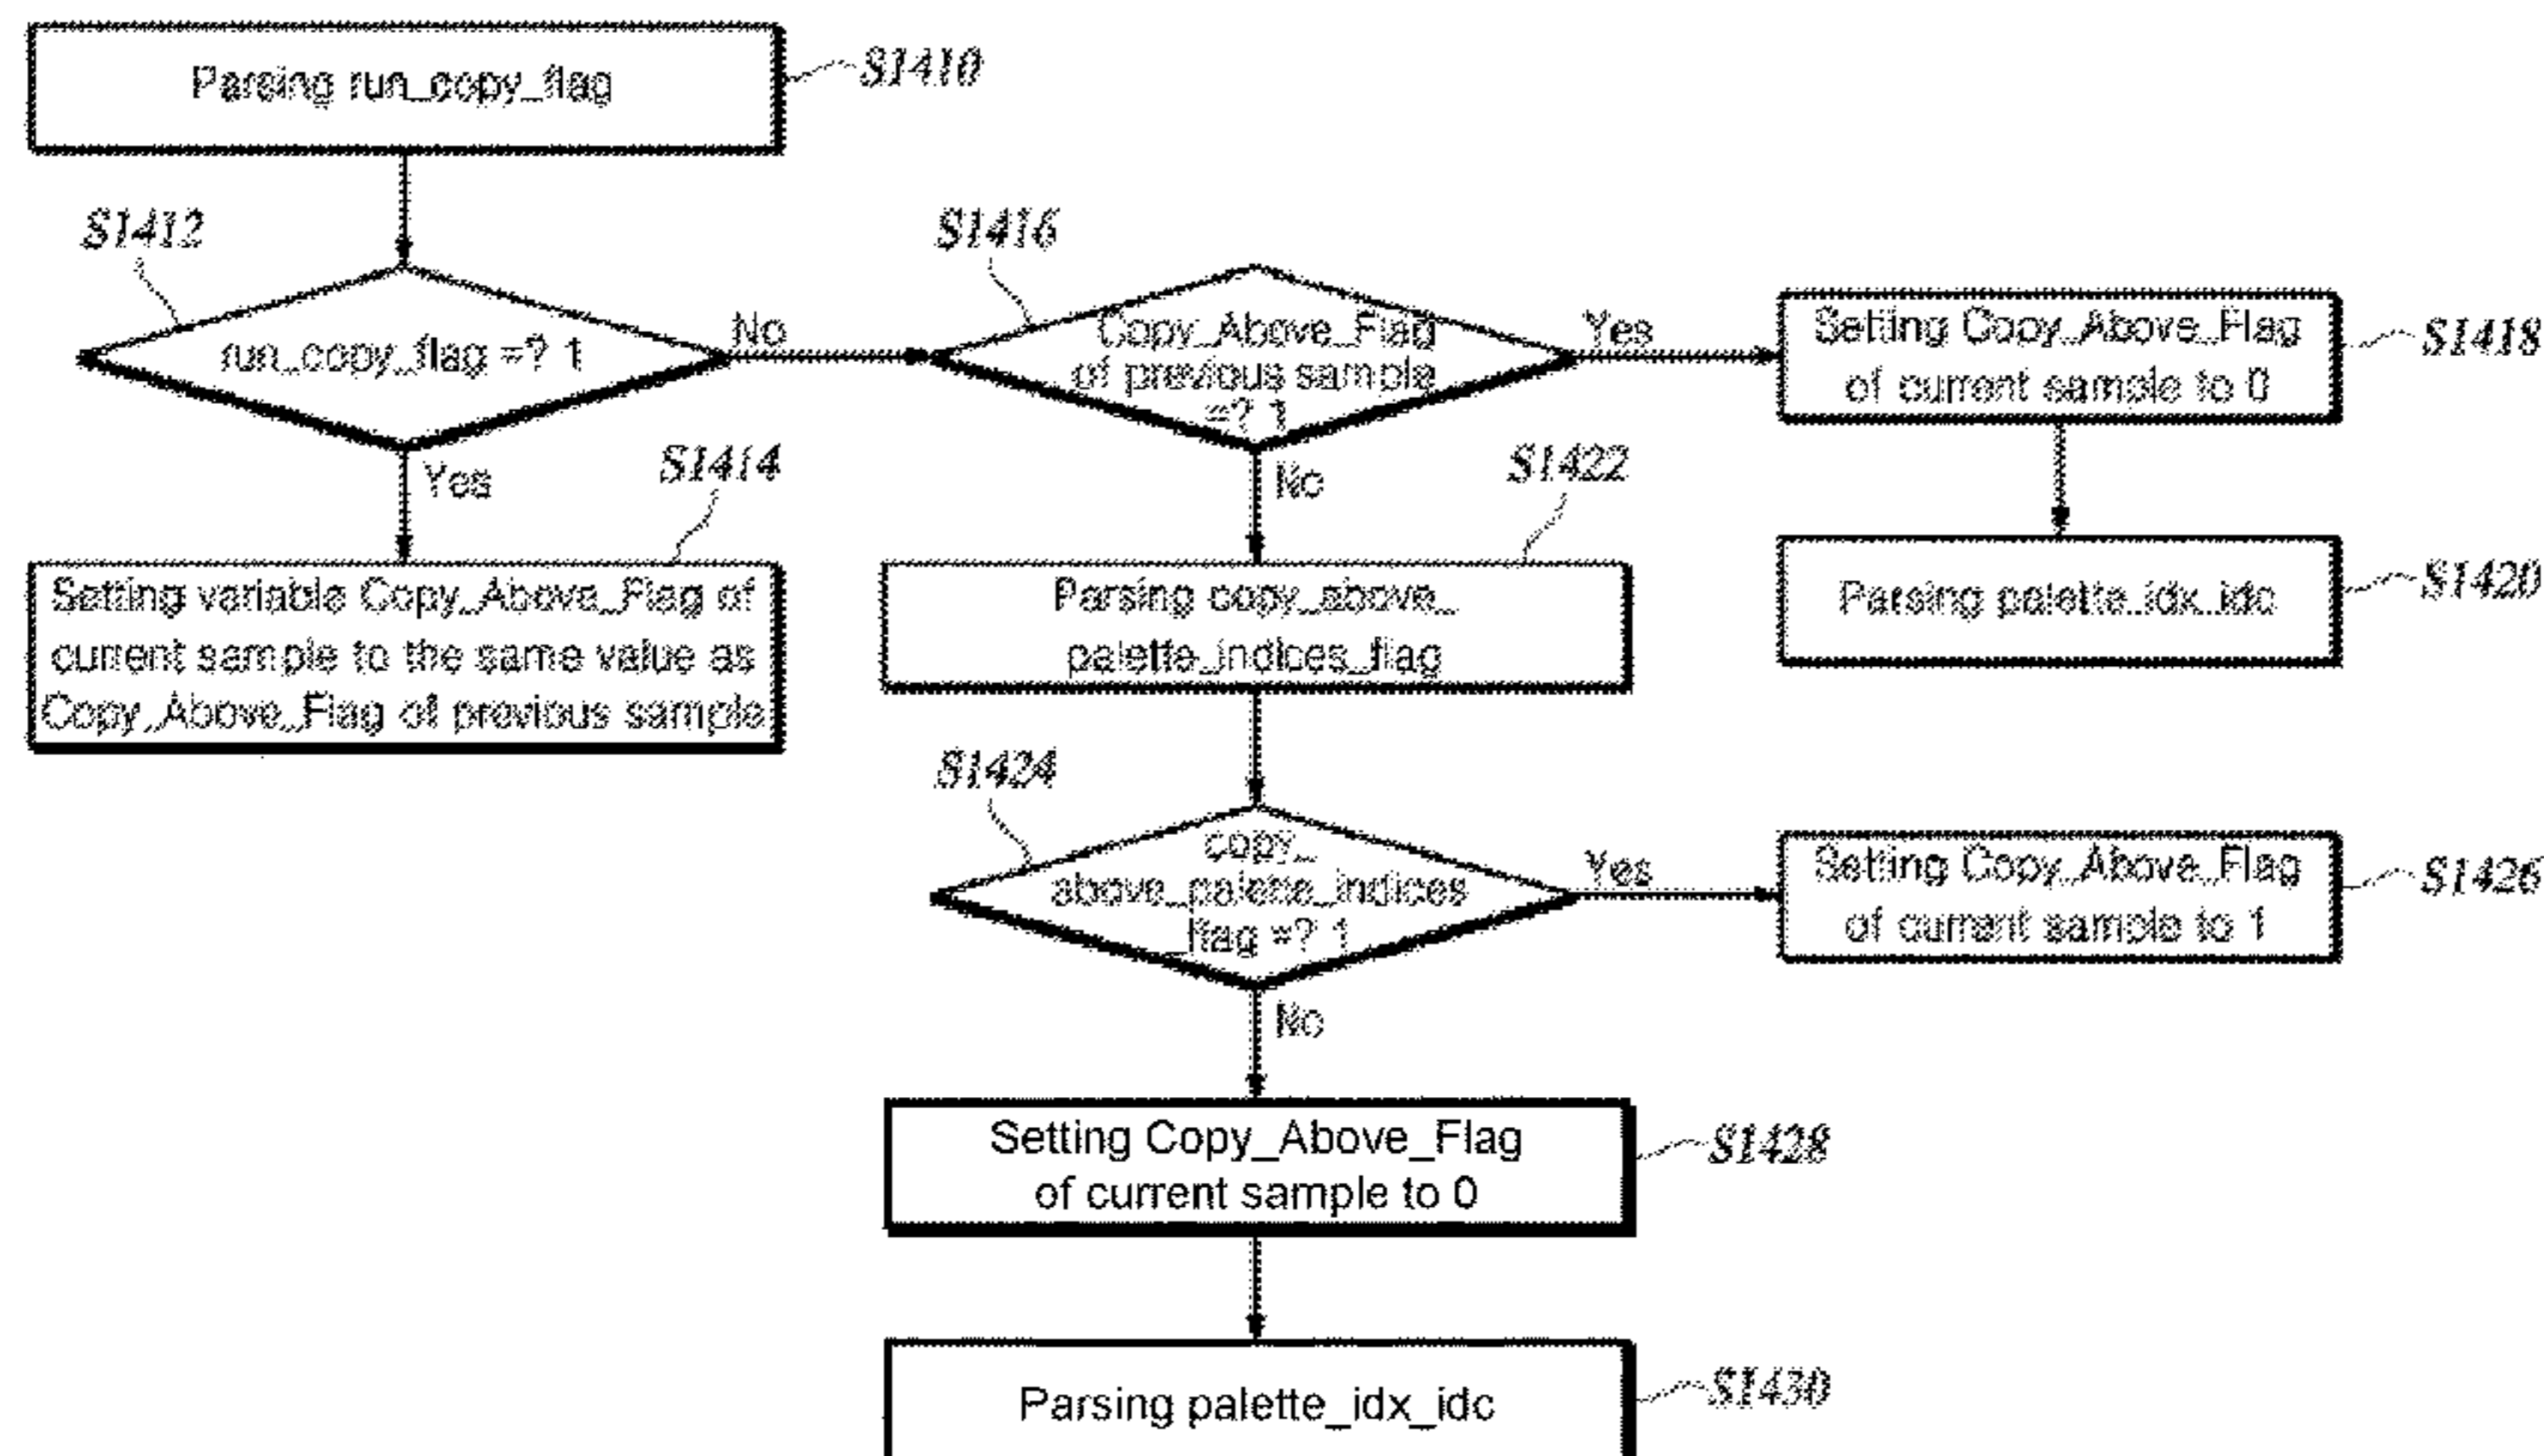 Parsing run_copy_flag
S1410
S1412
run_copy_flag =? 1
No
Yes
S1414
Setting variable Copy_Above_Flag of
current sample to the same value as
Copy_Above_Flag of previous sample
S1416
Copy_Above_Flag
of previous sample
=? 1
Yes
No
Setting Copy_Above_Flag
of current sample to 0
S1418
Parsing palette_idx_idc
S1420
S1422
Parsing copy_above_
palette_indices_flag
S1424
copy_
above_palette_indices
_flag =? 1
Yes
No
Setting Copy_Above_Flag
of current sample to 1
S1426
Setting Copy_Above_Flag
of current sample to 0
S1428
Parsing palette_idx_idc
S1430